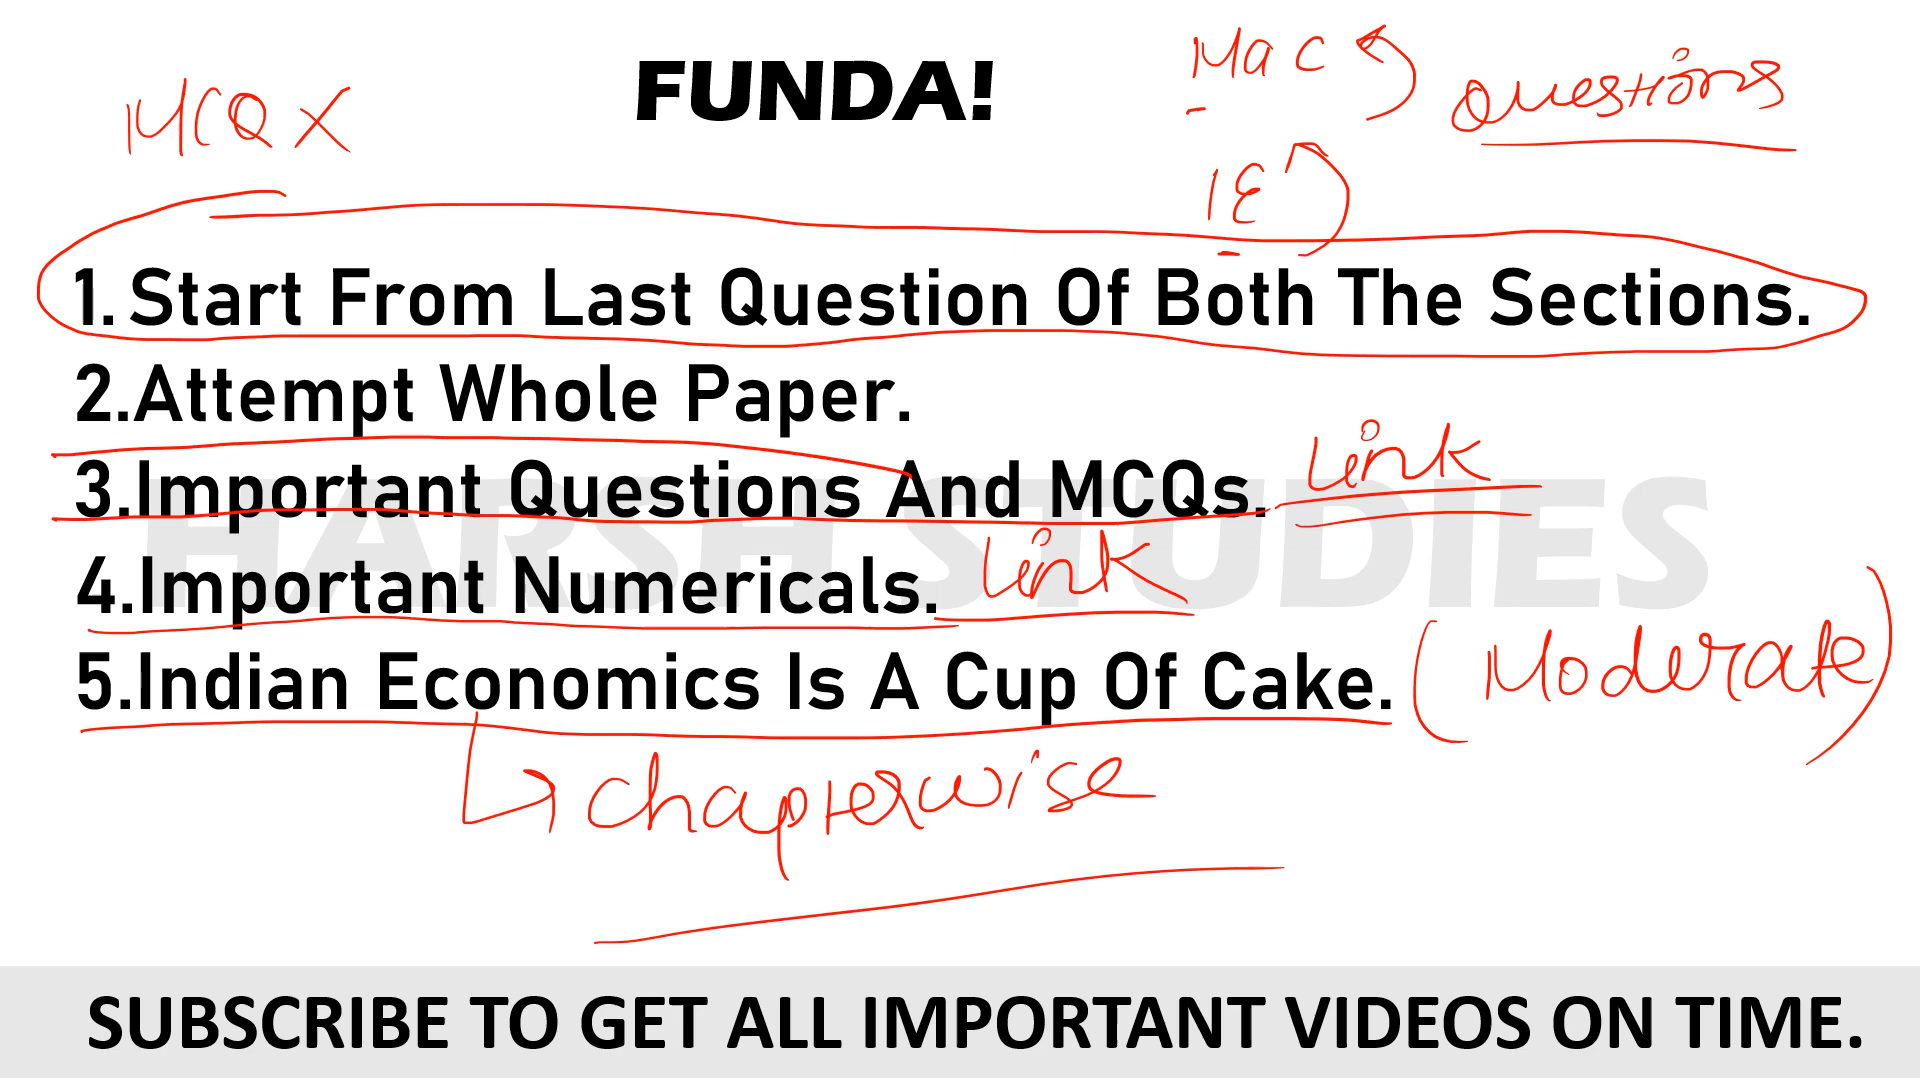 FUNDA!
MCQ X
Mac
Questions
IE
1. Start From Last Question Of Both The Sections.
2.Attempt Whole Paper.
3.Important Questions And MCQs. Link
4.Important Numericals. Link
5.Indian Economics Is A Cup Of Cake. (Moderate)
Chapterwise
HARSH STUDIES
SUBSCRIBE TO GET ALL IMPORTANT VIDEOS ON TIME.